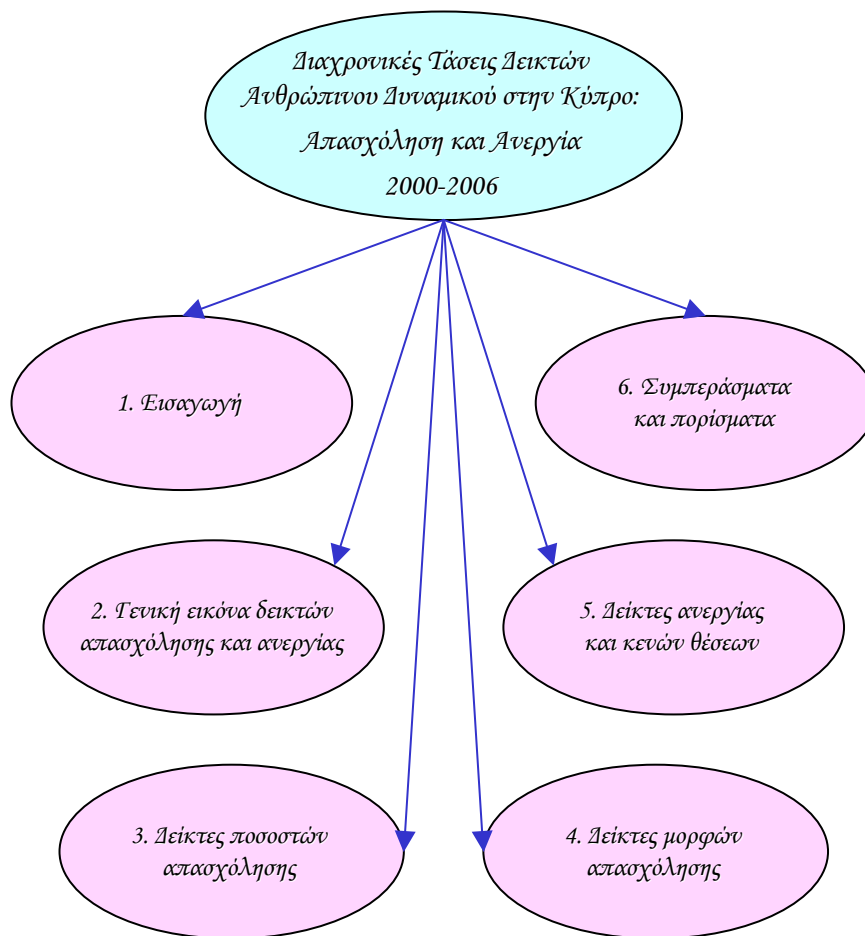 Διαχρονικές Τάσεις Δεικτών
Ανθρώπινου Δυναμικού στην Κύπρο:
Απασχόληση και Ανεργία
2000-2006
1. Εισαγωγή
6. Συμπεράσματα
και πορίσματα
2. Γενική εικόνα δεικτών
απασχόλησης και ανεργίας
5. Δείκτες ανεργίας
και κενών θέσεων
3. Δείκτες ποσοστών
απασχόλησης
4. Δείκτες μορφών
απασχόλησης